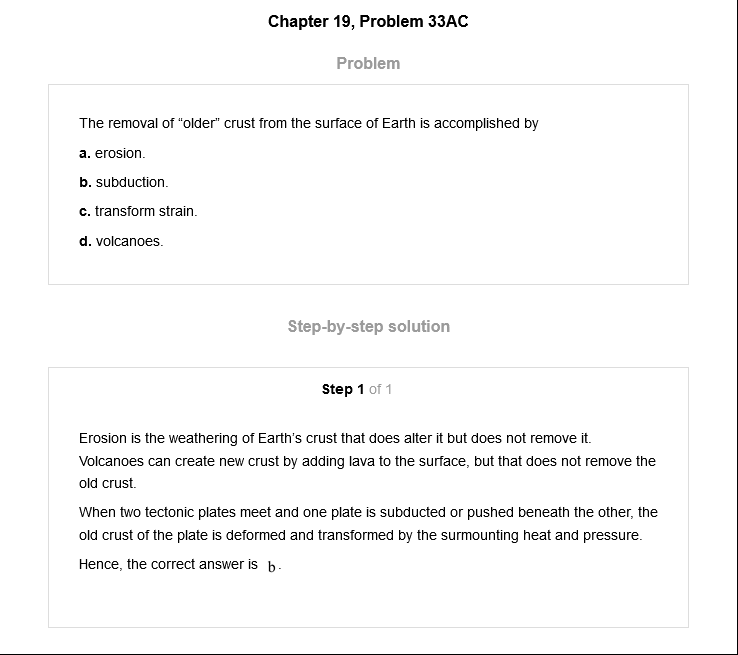 Chapter 19, Problem 33AC
Problem
The removal of “older” crust from the surface of Earth is accomplished by
a. erosion.
b. subduction.
c. transform strain.
d. volcanoes.
Step-by-step solution
Step 1 of 1
Erosion is the weathering of Earth’s crust that does alter it but does not remove it.
Volcanoes can create new crust by adding lava to the surface, but that does not remove the
old crust.
When two tectonic plates meet and one plate is subducted or pushed beneath the other, the
old crust of the plate is deformed and transformed by the surmounting heat and pressure.
Hence, the correct answer is b.